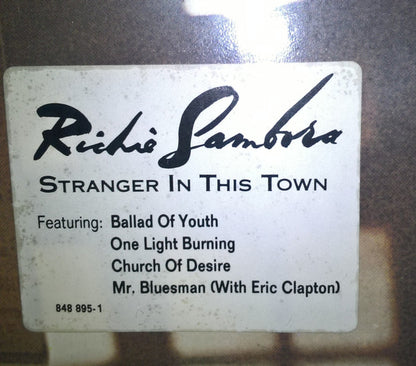 Richie Sambora
STRANGER IN THIS TOWN
Featuring: Ballad Of Youth
One Light Burning
Church Of Desire
Mr. Bluesman (With Eric Clapton)
848 895-1